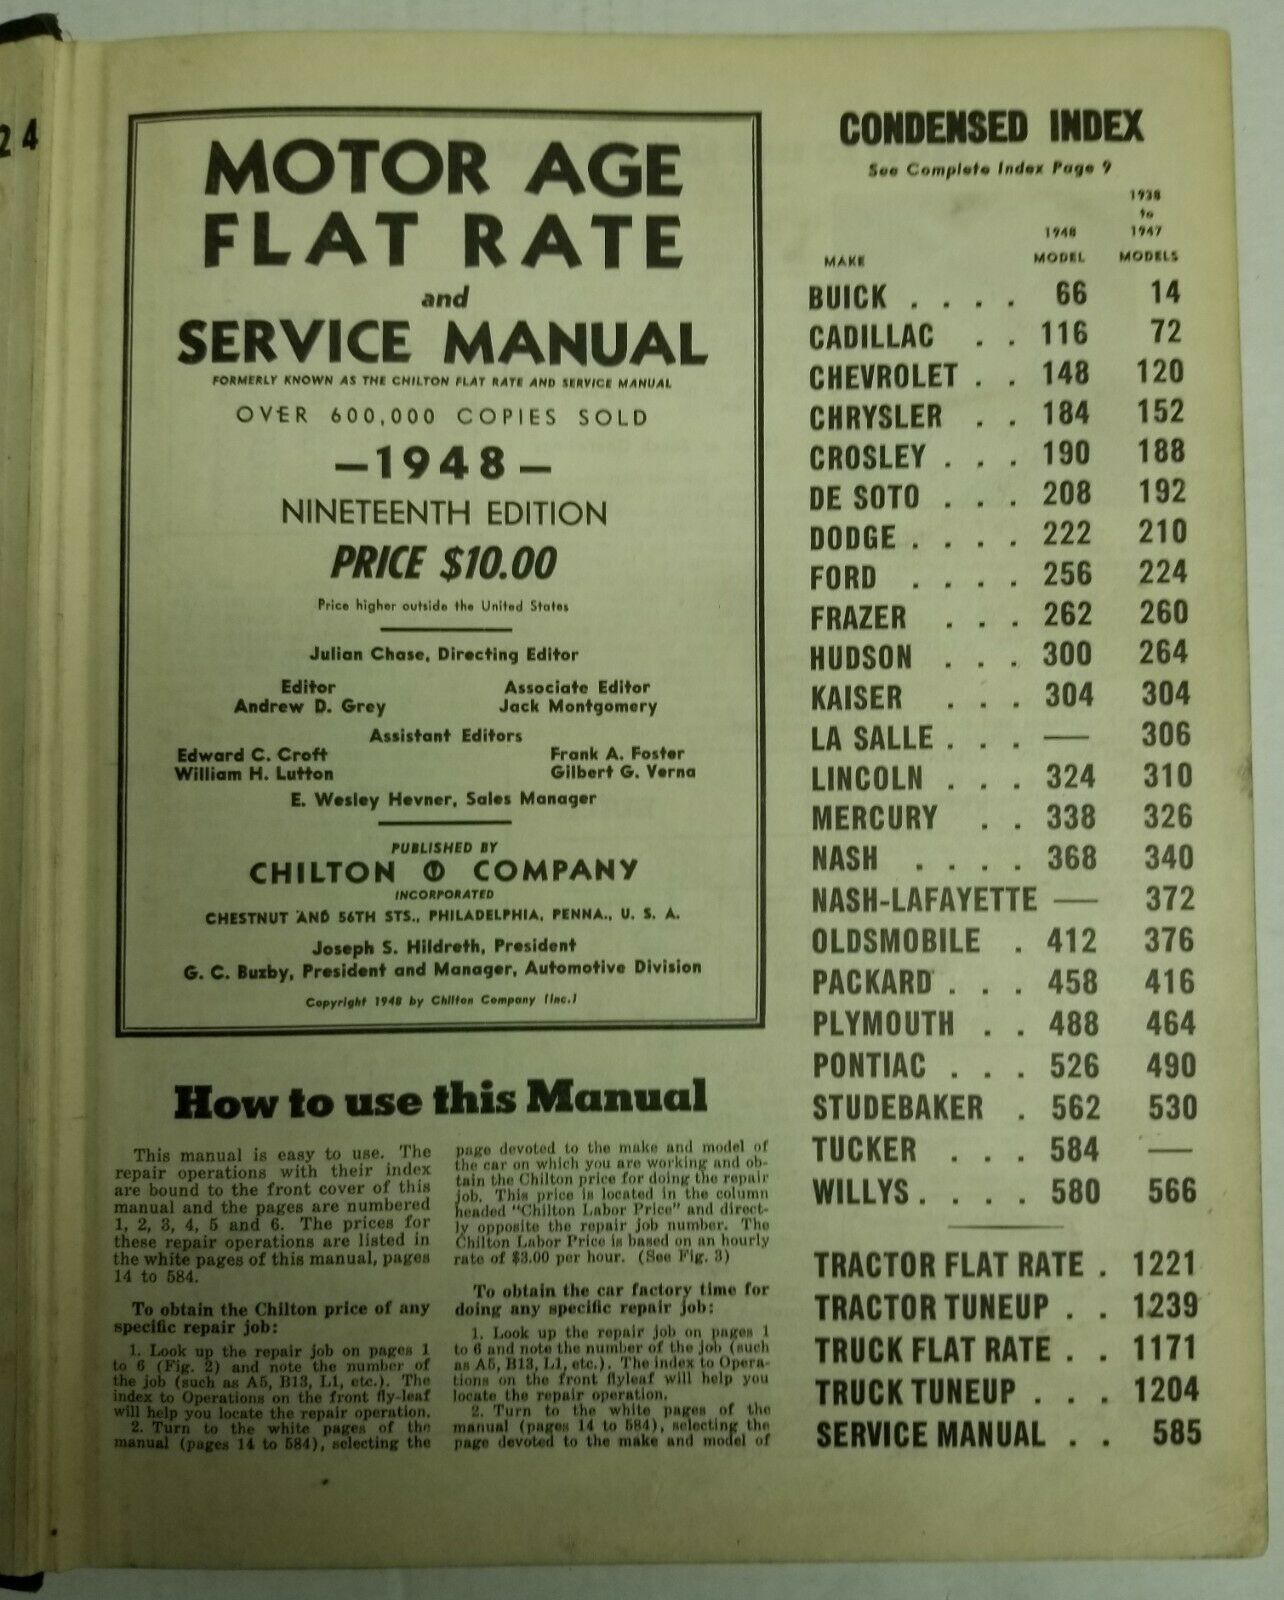 24
MOTOR AGE
FLAT RATE
and
SERVICE MANUAL
FORMERLY KNOWN AS THE CHILTON FLAT RATE AND SERVICE MANUAL
OVER 600,000 COPIES SOLD
—1948—
NINETEENTH EDITION
PRICE $10.00
Price higher outside the United States
Julian Chase, Directing Editor
Editor Associate Editor
Andrew D. Grey Jack Montgomery
Assistant Editors
Edward C. Croft Frank A. Foster
William H. Lutton Gilbert G. Verna
E. Wesley Hevner, Sales Manager
PUBLISHED BY
CHILTON COMPANY
INCORPORATED
CHESTNUT AND 56TH STS., PHILADELPHIA, PENNA., U. S. A.
Joseph S. Hildreth, President
G. C. Buzby, President and Manager, Automotive Division
Copyright 1948 by Chilton Company (Inc.)
How to use this Manual
This manual is easy to use. The
repair operations with their index
are bound to the front cover of this
manual and the pages are numbered
1, 2, 3, 4, 5 and 6. The prices for
these repair operations are listed in
the white pages of this manual, pages
14 to 584.
To obtain the Chilton price of any
specific repair job:
1. Look up the repair job on pages 1
to 6 (Fig. 2) and note the number of
the job (such as A5, B13, L1, etc.). The
index to Operations on the front fly-leaf
will help you locate the repair operation.
2. Turn to the white pages of the
manual (pages 14 to 584), selecting the
page devoted to the make and model of
the car on which you are working and ob-
tain the Chilton price for doing the repair
job. This price is located in the column
headed "Chilton Labor Price" and direct-
ly opposite the repair job number. The
Chilton Labor Price is based on an hourly
rate of $3.00 per hour. (See Fig. 3)
To obtain the car factory time for
doing any specific repair job:
1. Look up the repair job on pages 1
to 6 and note the number of the job (such
as A5, B13, L1, etc.). The index to Opera-
tions on the front flyleaf will help you
locate the repair operation.
2. Turn to the white pages of the
manual (pages 14 to 584), selecting the
page devoted to the make and model of
CONDENSED INDEX
See Complete Index Page 9
1938
to
1948 1947
MAKE MODEL MODELS
BUICK . . . . 66 14
CADILLAC . . 116 72
CHEVROLET . . 148 120
CHRYSLER . . 184 152
CROSLEY . . . 190 188
DE SOTO . . . 208 192
DODGE . . . . 222 210
FORD . . . . 256 224
FRAZER . . . 262 260
HUDSON . . . 300 264
KAISER . . . 304 304
LA SALLE . . . — 306
LINCOLN . . . 324 310
MERCURY . . 338 326
NASH . . . . 368 340
NASH-LAFAYETTE — 372
OLDSMOBILE . 412 376
PACKARD . . . 458 416
PLYMOUTH . . 488 464
PONTIAC . . . 526 490
STUDEBAKER . 562 530
TUCKER . . . 584 —
WILLYS . . . . 580 566
TRACTOR FLAT RATE . 1221
TRACTOR TUNEUP . . 1239
TRUCK FLAT RATE . . 1171
TRUCK TUNEUP . . . 1204
SERVICE MANUAL . . 585